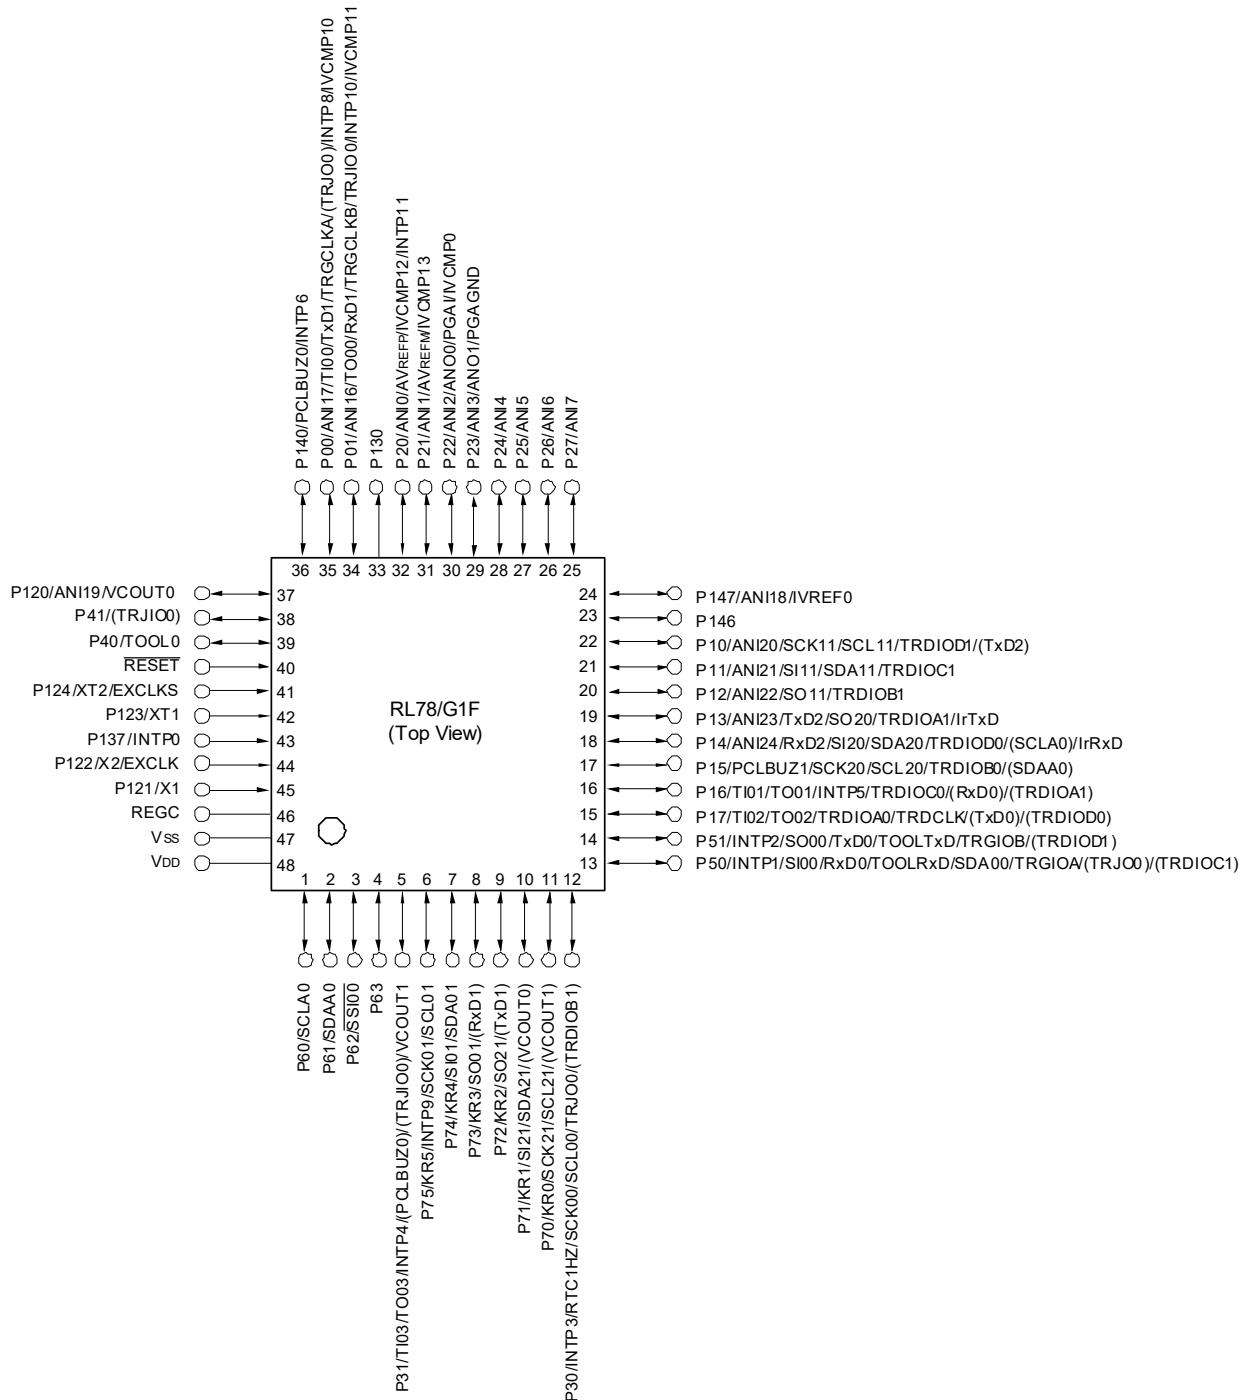 P140/PCLBUZ0/INTP6
P00/ANI17/TI00/TxD1/TRGCLKA/(TRJO0)/INTP8/IVCMP10
P01/ANI16/TO00/RxD1/TRGCLKB/TRJIO0/INTP10/IVCMP11
P130
P20/ANI0/AVREFP/IVCMP12/INTP11
P21/ANI1/AVREFM/IVCMP13
P22/ANI2/ANO0/PGAI/IVCMP0
P23/ANI3/ANO1/PGAGND
P24/ANI4
P25/ANI5
P26/ANI6
P27/ANI7
36 35 34 33 32 31 30 29 28 27 26 25
P120/ANI19/VCOUT0 37
P41/(TRJIO0) 38
P40/TOOL0 39
RESET 40
P124/XT2/EXCLKS 41
P123/XT1 42
P137/INTP0 43
P122/X2/EXCLK 44
P121/X1 45
REGC 46
VSS 47
VDD 48
RL78/G1F
(Top View)
24 P147/ANI18/IVREF0
23 P146
22 P10/ANI20/SCK11/SCL11/TRDIOD1/(TxD2)
21 P11/ANI21/SI11/SDA11/TRDIOC1
20 P12/ANI22/SO11/TRDIOB1
19 P13/ANI23/TxD2/SO20/TRDIOA1/IrTxD
18 P14/ANI24/RxD2/SI20/SDA20/TRDIOD0/(SCLA0)/IrRxD
17 P15/PCLBUZ1/SCK20/SCL20/TRDIOB0/(SDAA0)
16 P16/TI01/TO01/INTP5/TRDIOC0/(RxD0)/(TRDIOA1)
15 P17/TI02/TO02/TRDIOA0/TRDCLK/(TxD0)/(TRDIOD0)
14 P51/INTP2/SO00/TxD0/TOOLTxD/TRGIOB/(TRDIOD1)
13 P50/INTP1/SI00/RxD0/TOOLRxD/SDA00/TRGIOA/(TRJO0)/(TRDIOC1)
1 2 3 4 5 6 7 8 9 10 11 12
P60/SCLA0
P61/SDAA0
P62/SSI00
P63
P31/TI03/TO03/INTP4/(PCLBUZ0)/(TRJIO0)/VCOUT1
P75/KR5/INTP9/SCK01/SCL01
P74/KR4/SI01/SDA01
P73/KR3/SO01/(RxD1)
P72/KR2/SO21/(TxD1)
P71/KR1/SI21/SDA21/(VCOUT0)
P70/KR0/SCK21/SCL21/(VCOUT1)
P30/INTP3/RTC1HZ/SCK00/SCL00/TRJO0/(TRDIOB1)